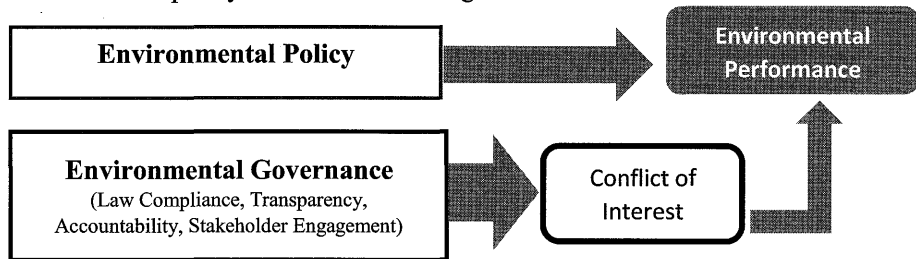 Environmental Policy
Environmental
Performance
Environmental Governance
(Law Compliance, Transparency,
Accountability, Stakeholder Engagement)
Conflict of
Interest